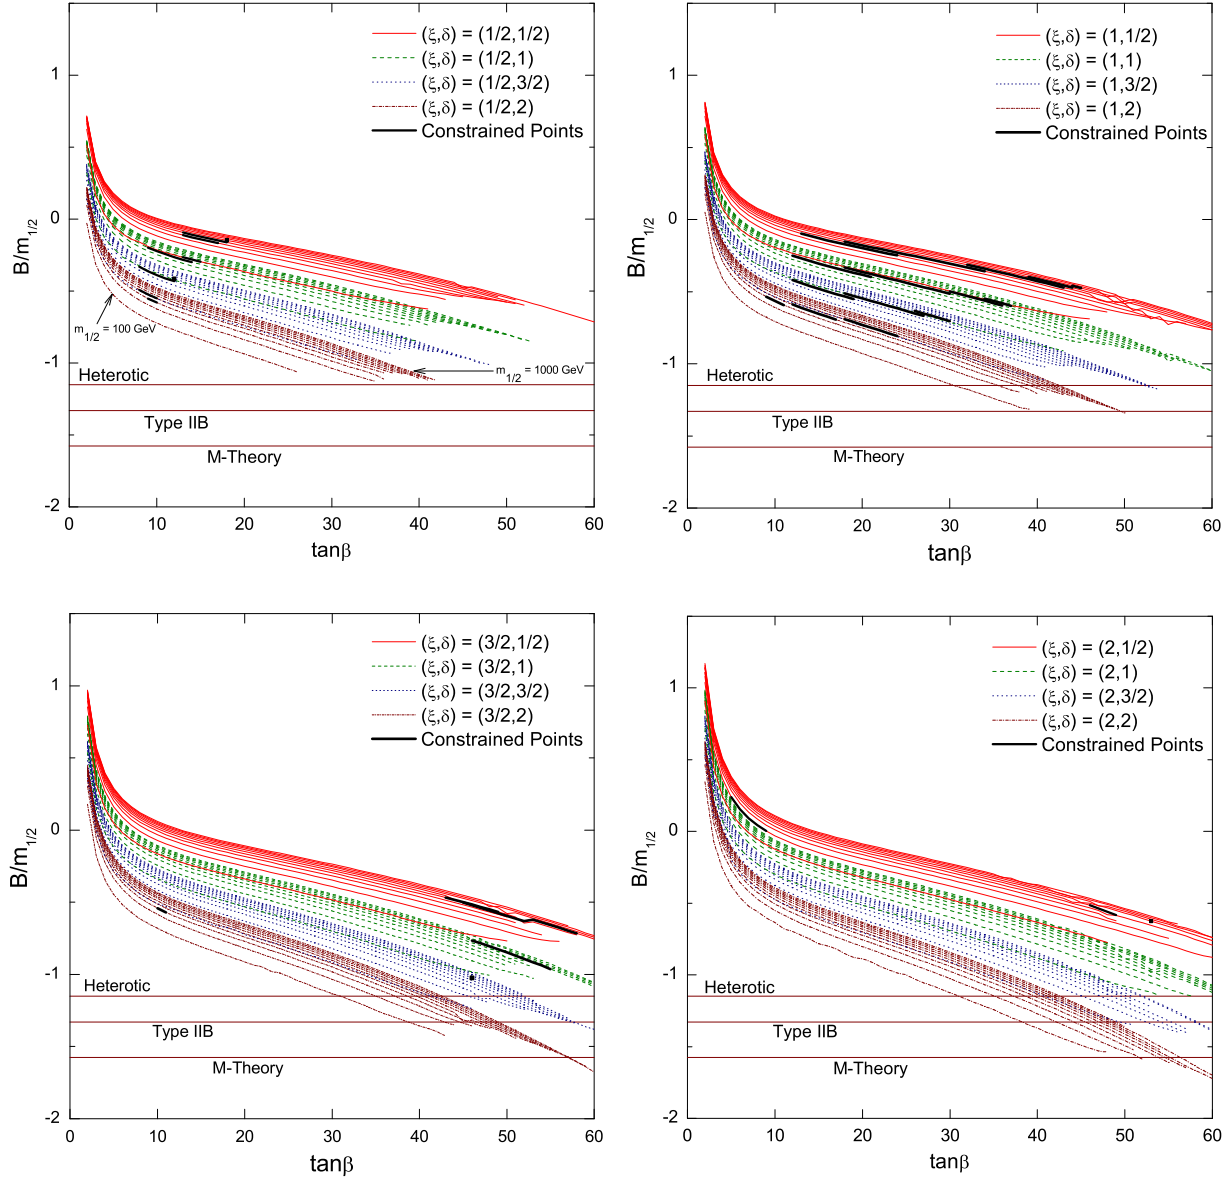 (ξ,δ) = (1/2,1/2)
(ξ,δ) = (1/2,1)
(ξ,δ) = (1/2,3/2)
(ξ,δ) = (1/2,2)
Constrained Points
1
0
-1
-2
B/m1/2
m1/2 = 100 GeV
m1/2 = 1000 GeV
Heterotic
Type IIB
M-Theory
0 10 20 30 40 50 60
tanβ
(ξ,δ) = (1,1/2)
(ξ,δ) = (1,1)
(ξ,δ) = (1,3/2)
(ξ,δ) = (1,2)
Constrained Points
1
0
-1
-2
B/m1/2
Heterotic
Type IIB
M-Theory
0 10 20 30 40 50 60
tanβ
(ξ,δ) = (3/2,1/2)
(ξ,δ) = (3/2,1)
(ξ,δ) = (3/2,3/2)
(ξ,δ) = (3/2,2)
Constrained Points
1
0
-1
-2
B/m1/2
Heterotic
Type IIB
M-Theory
0 10 20 30 40 50 60
tanβ
(ξ,δ) = (2,1/2)
(ξ,δ) = (2,1)
(ξ,δ) = (2,3/2)
(ξ,δ) = (2,2)
Constrained Points
1
0
-1
-2
B/m1/2
Heterotic
Type IIB
M-Theory
0 10 20 30 40 50 60
tanβ